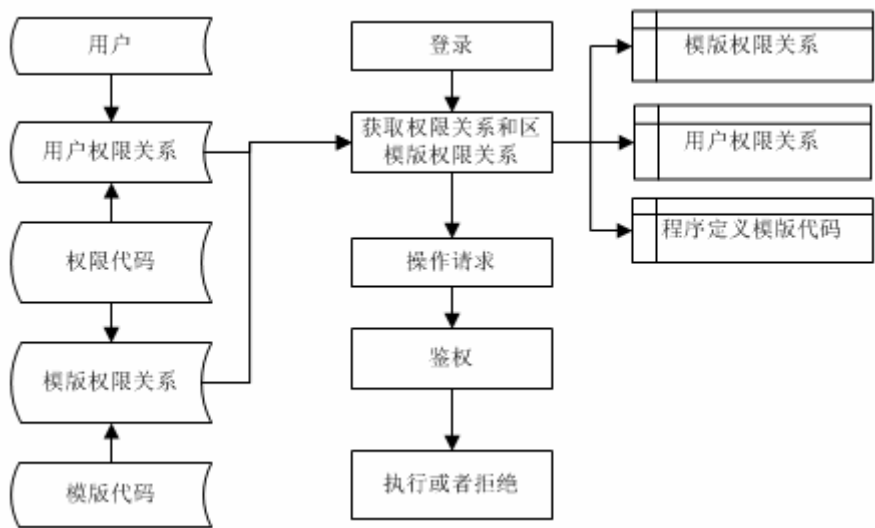 用户
用户权限关系
权限代码
模版权限关系
模版代码
登录
获取权限关系和区
模版权限关系
操作请求
鉴权
执行或者拒绝
模版权限关系
用户权限关系
程序定义模版代码